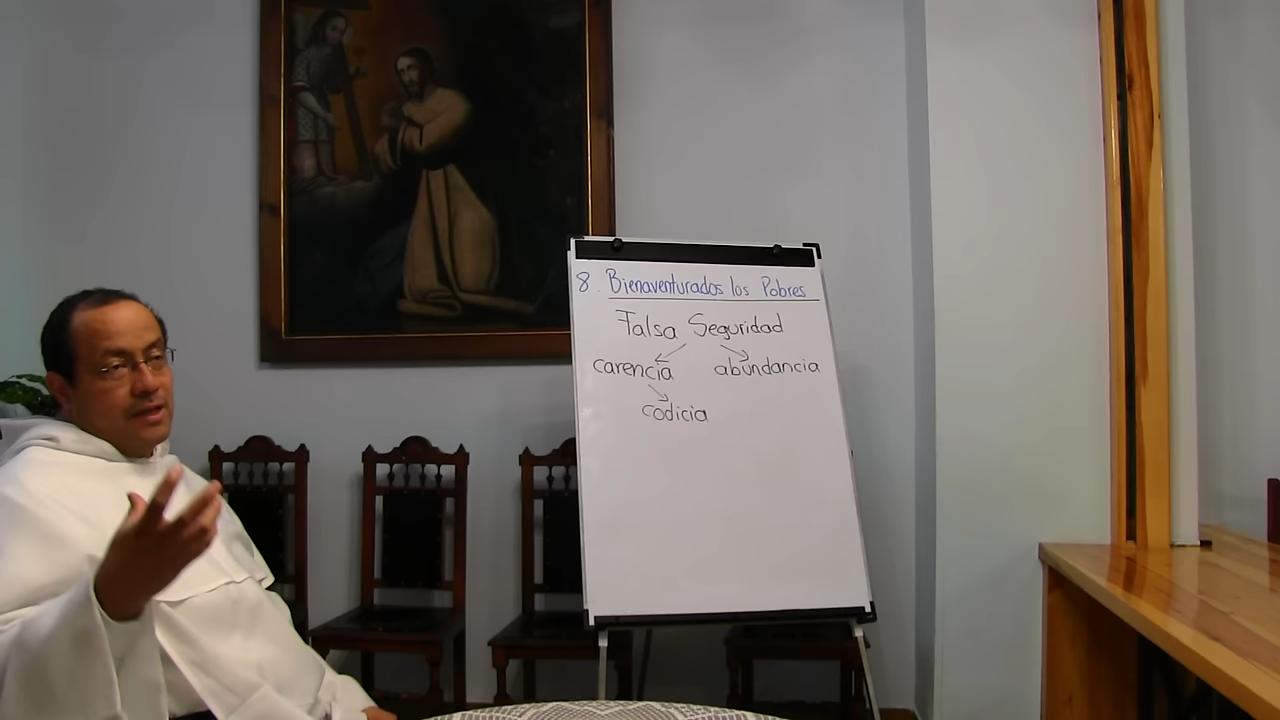 8. Bienaventurados los Pobres
Falsa Seguridad
carencia abundancia
codicia